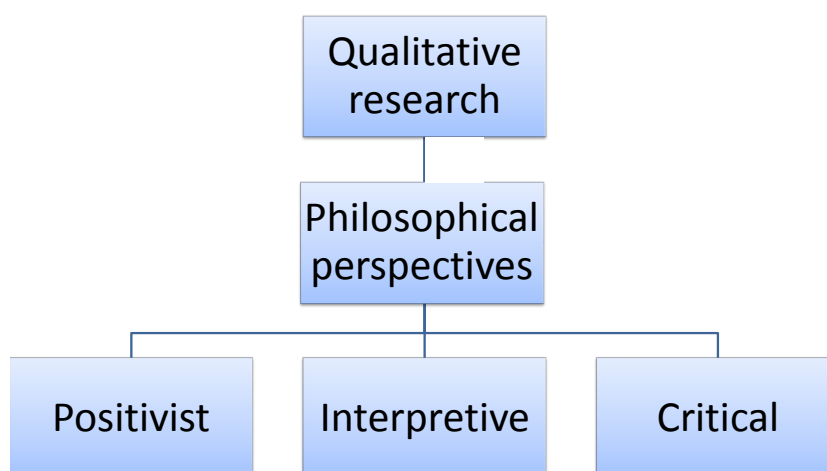 Qualitative
research
Philosophical
perspectives
Positivist
Interpretive
Critical